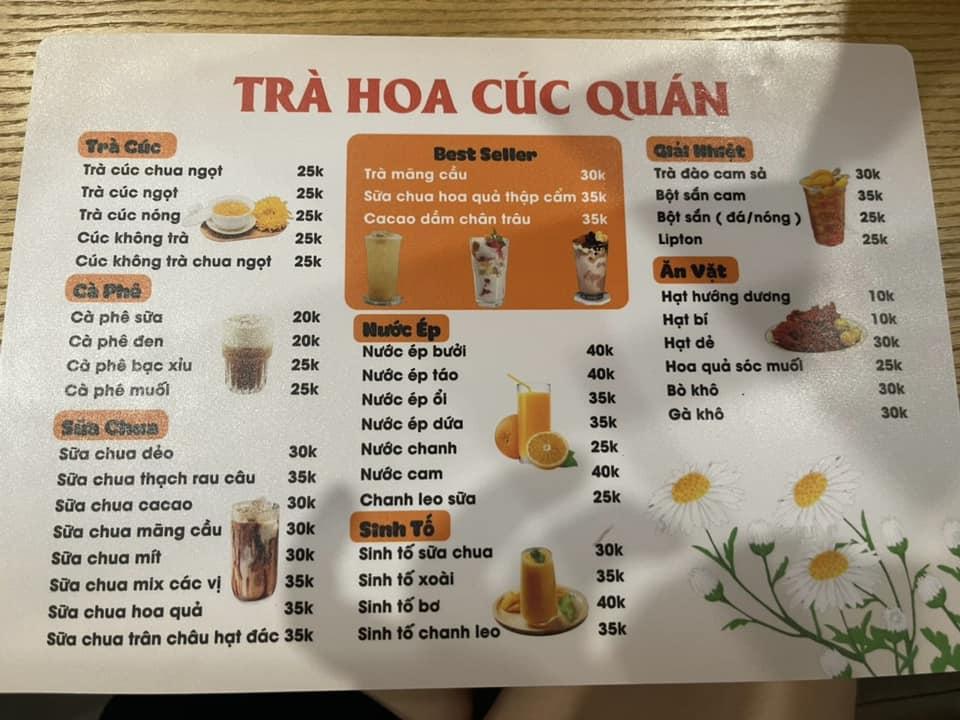 TRÀ HOA CÚC QUÁN
Trà Cúc
Trà cúc chua ngọt 25k
Trà cúc ngọt 25k
Trà cúc nóng 25k
Cúc không trà 25k
Cúc không trà chua ngọt 25k
Cà Phê
Cà phê sữa 20k
Cà phê đen 20k
Cà phê bạc xỉu 25k
Cà phê muối 25k
Sữa Chua
Sữa chua dẻo 30k
Sữa chua thạch rau câu 35k
Sữa chua cacao 30k
Sữa chua mãng cầu 30k
Sữa chua mít 30k
Sữa chua mix các vị 35k
Sữa chua hoa quả 35k
Sữa chua trân châu hạt đác 35k
Best Seller
Trà mãng cầu 30k
Sữa chua hoa quả thập cẩm 35k
Cacao dầm chân trâu 35k
Nước Ép
Nước ép bưởi 40k
Nước ép táo 40k
Nước ép ổi 35k
Nước ép dứa 35k
Nước chanh 25k
Nước cam 40k
Chanh leo sữa 25k
Sinh Tố
Sinh tố sữa chua 30k
Sinh tố xoài 35k
Sinh tố bơ 40k
Sinh tố chanh leo 35k
Giải Nhiệt
Trà đào cam sả 30k
Bột sắn cam 35k
Bột sắn ( đá/nóng ) 25k
Lipton 25k
Ăn Vặt
Hạt hướng dương 10k
Hạt bí 10k
Hạt dẻ 30k
Hoa quả sóc muối 25k
Bò khô 30k
Gà khô 30k